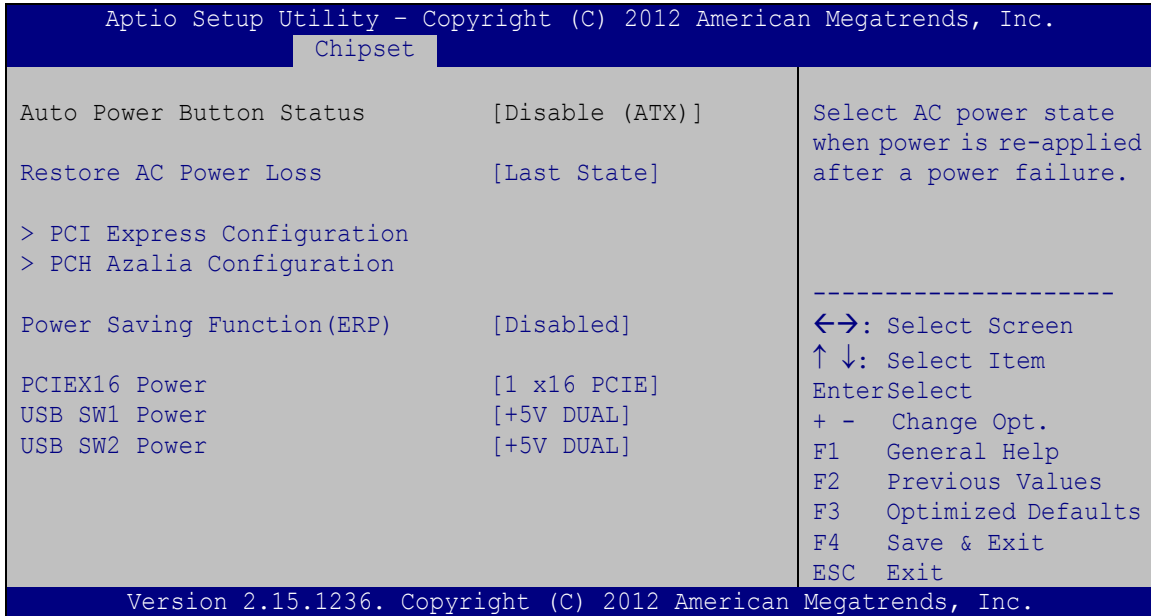 Aptio Setup Utility – Copyright (C) 2012 American Megatrends, Inc.
Chipset
Auto Power Button Status [Disable (ATX)]
Restore AC Power Loss [Last State]
> PCI Express Configuration
> PCH Azalia Configuration
Power Saving Function(ERP) [Disabled]
PCIEX16 Power [1 x16 PCIE]
USB SW1 Power [+5V DUAL]
USB SW2 Power [+5V DUAL]
Select AC power state
when power is re-applied
after a power failure.
---------------------
←→: Select Screen
↑ ↓: Select Item
EnterSelect
+ - Change Opt.
F1 General Help
F2 Previous Values
F3 Optimized Defaults
F4 Save & Exit
ESC Exit
Version 2.15.1236. Copyright (C) 2012 American Megatrends, Inc.